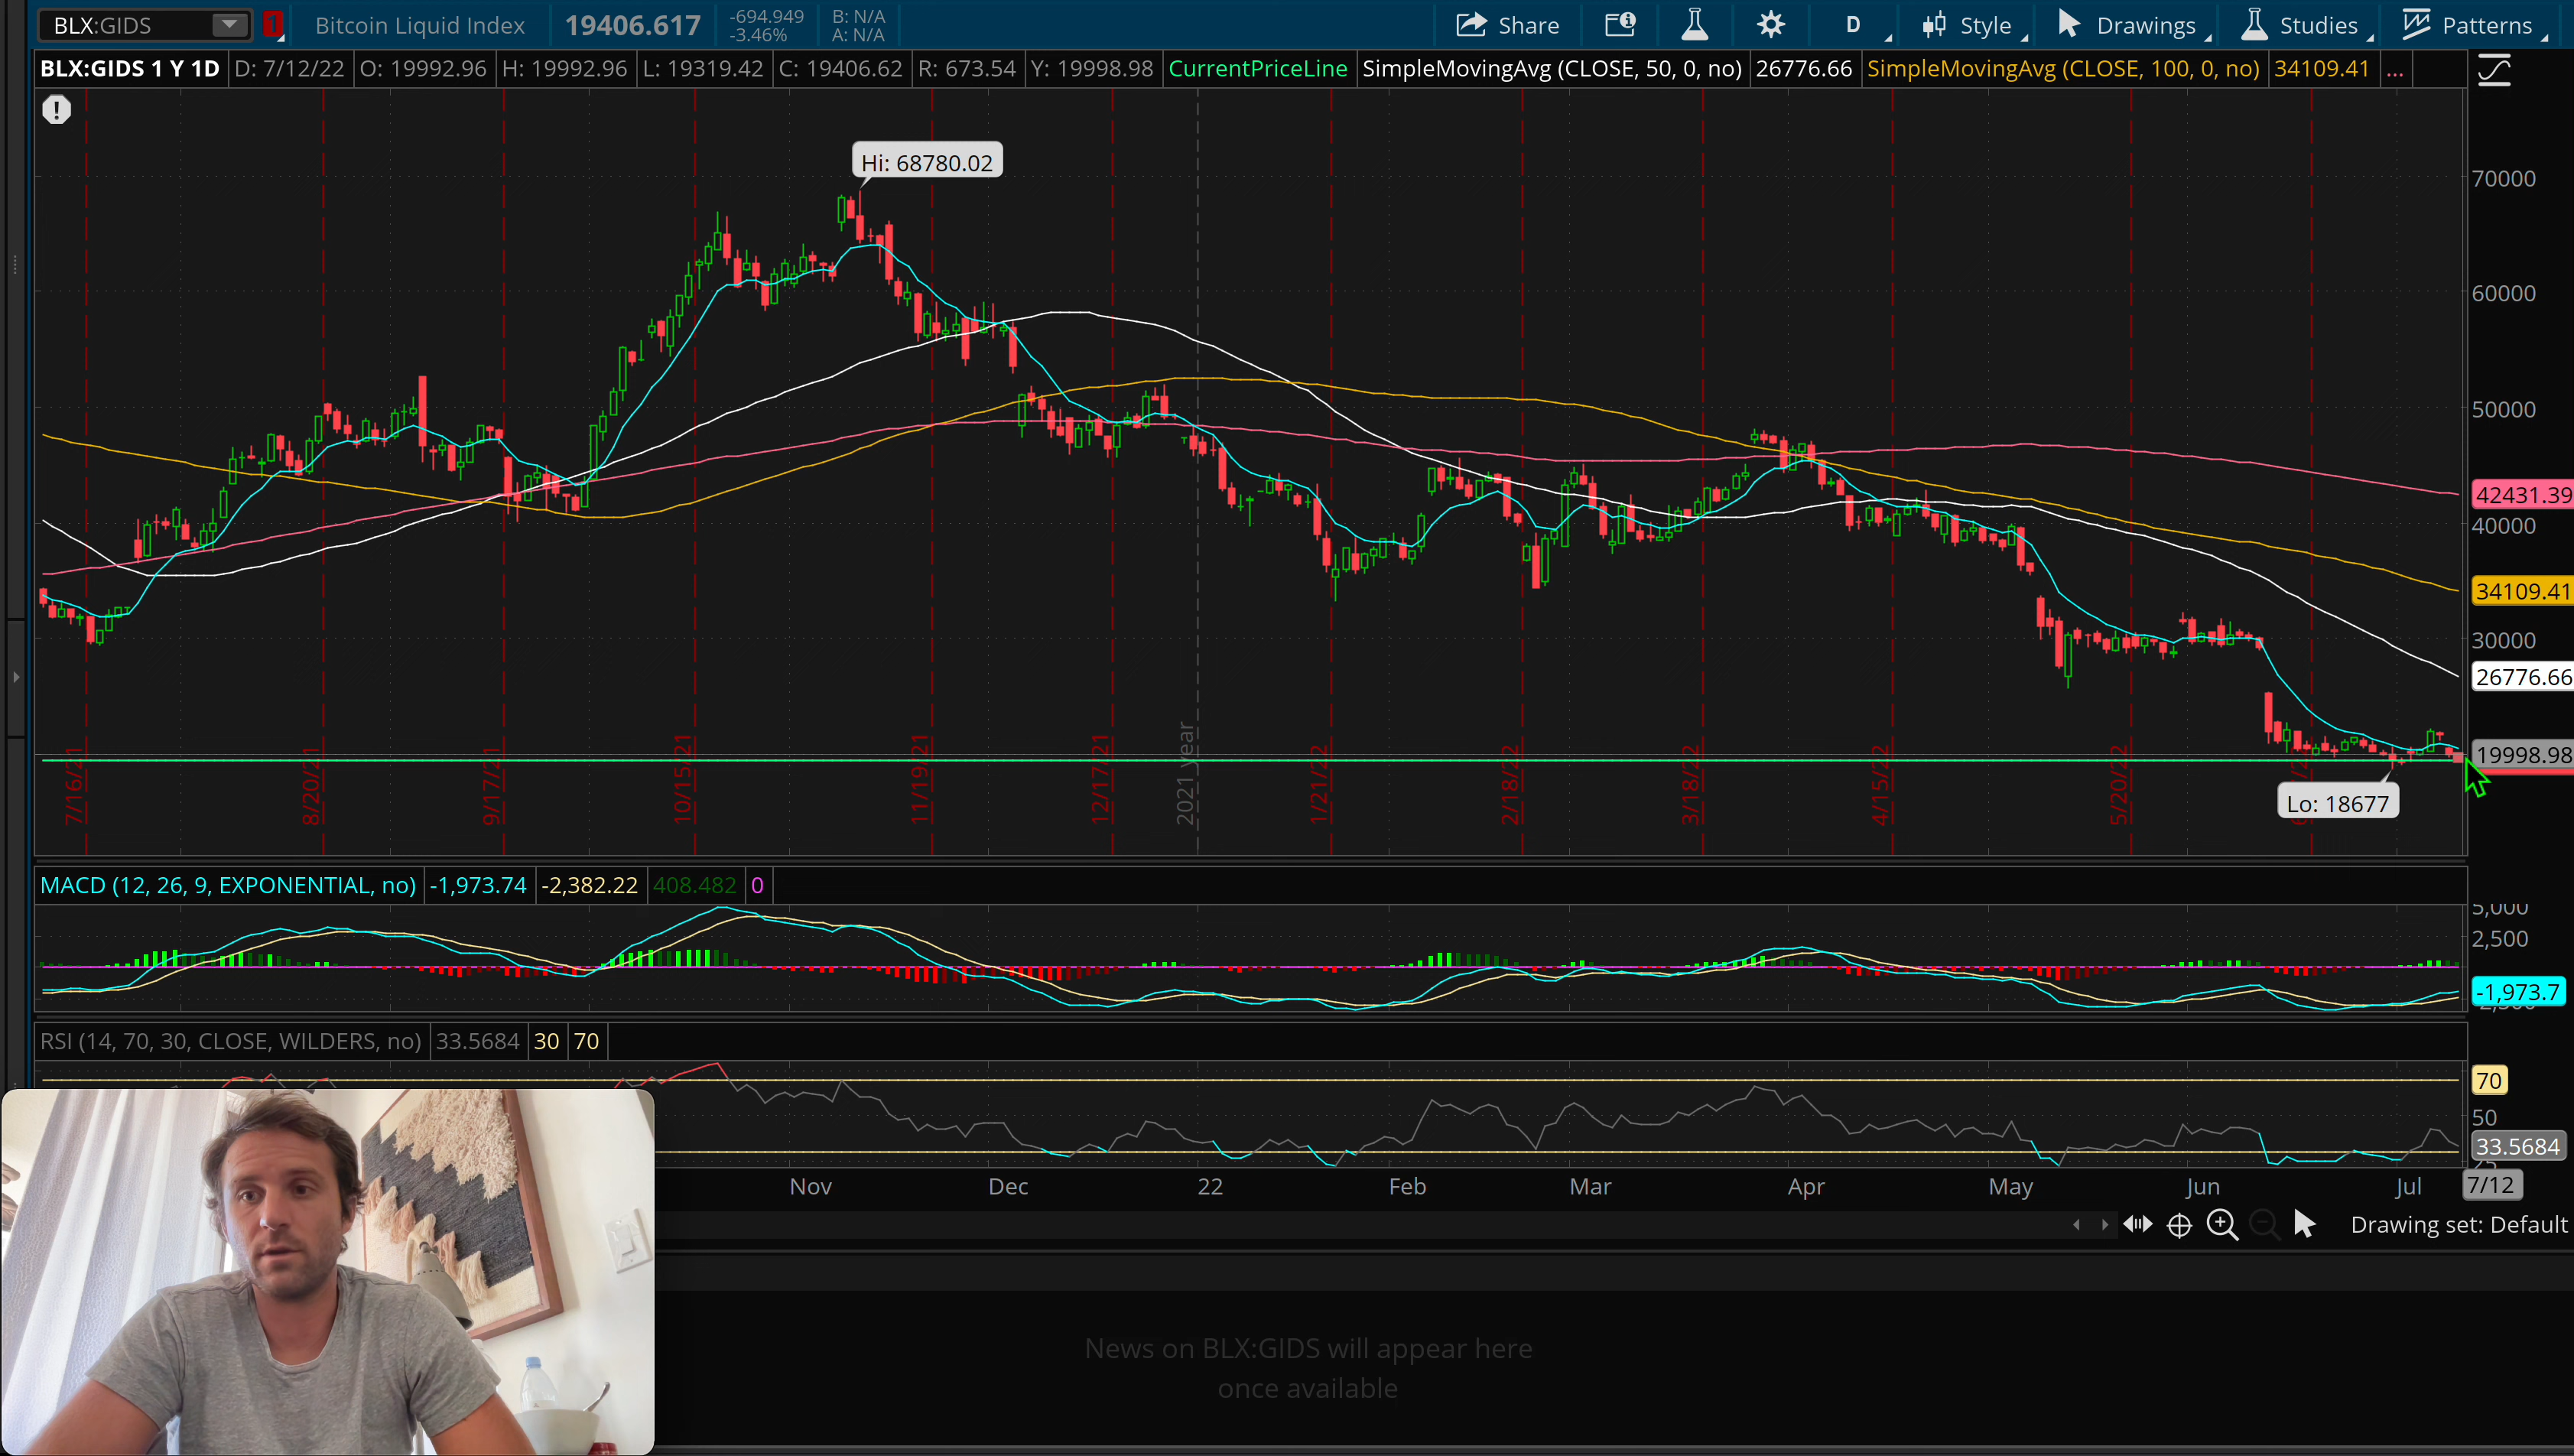 BLX:GIDS 1 Bitcoin Liquid Index 19406.617 -694.949 B: N/A Share D Style Drawings Studies Patterns
-3.46% A: N/A
BLX:GIDS 1 Y 1D D: 7/12/22 O: 19992.96 H: 19992.96 L: 19319.42 C: 19406.62 R: 673.54 Y: 19998.98 CurrentPriceLine SimpleMovingAvg (CLOSE, 50, 0, no) 26776.66 SimpleMovingAvg (CLOSE, 100, 0, no) 34109.41 ...
Hi: 68780.02
70000
60000
50000
42431.39
40000
34109.41
30000
26776.66
19998.98
Lo: 18677
7/16/21 8/20/21 9/17/21 10/15/21 11/19/21 12/17/21 2021 year 1/21/22 2/18/22 3/18/22 4/15/22 5/20/22
MACD (12, 26, 9, EXPONENTIAL, no) -1,973.74 -2,382.22 408.482 0
5,000
2,500
-1,973.7
RSI (14, 70, 30, CLOSE, WILDERS, no) 33.5684 30 70
70
50
33.5684
Nov Dec 22 Feb Mar Apr May Jun Jul 7/12
Drawing set: Default
News on BLX:GIDS will appear here
once available